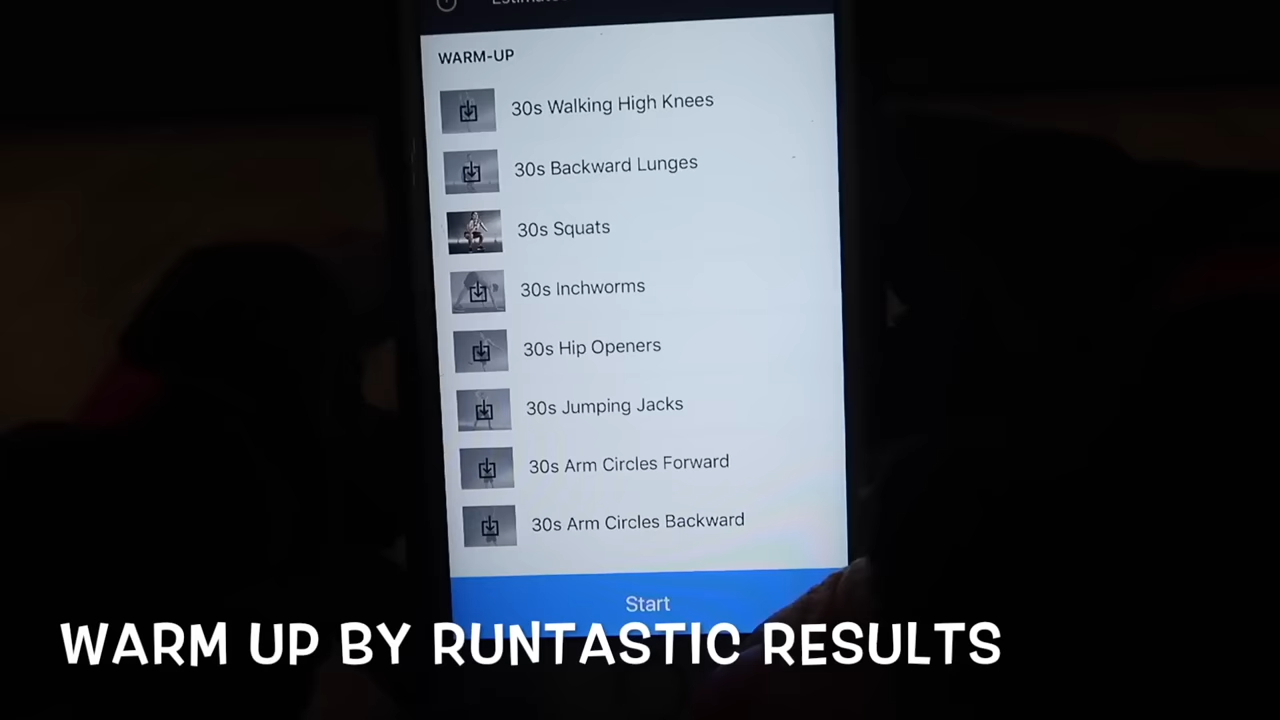 WARM-UP
30s Walking High Knees
30s Backward Lunges
30s Squats
30s Inchworms
30s Hip Openers
30s Jumping Jacks
30s Arm Circles Forward
30s Arm Circles Backward
Start
WARM UP BY RUNTASTIC RESULTS